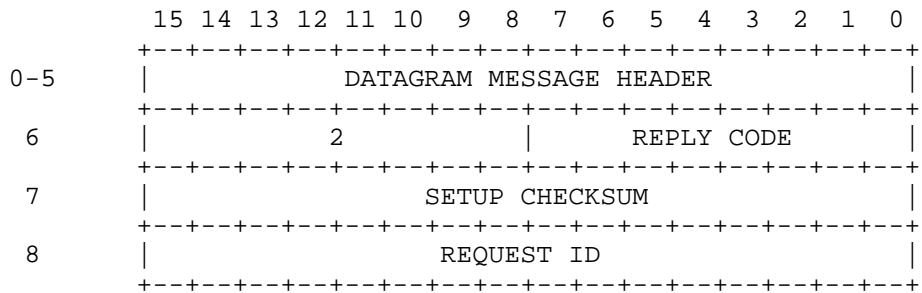 15 14 13 12 11 10  9  8  7  6  5  4  3  2  1  0
+--+--+--+--+--+--+--+--+--+--+--+--+--+--+--+--+
0-5 | DATAGRAM MESSAGE HEADER |
+--+--+--+--+--+--+--+--+--+--+--+--+--+--+--+--+
6 | 2 | REPLY CODE |
+--+--+--+--+--+--+--+--+--+--+--+--+--+--+--+--+
7 | SETUP CHECKSUM |
+--+--+--+--+--+--+--+--+--+--+--+--+--+--+--+--+
8 | REQUEST ID |
+--+--+--+--+--+--+--+--+--+--+--+--+--+--+--+--+